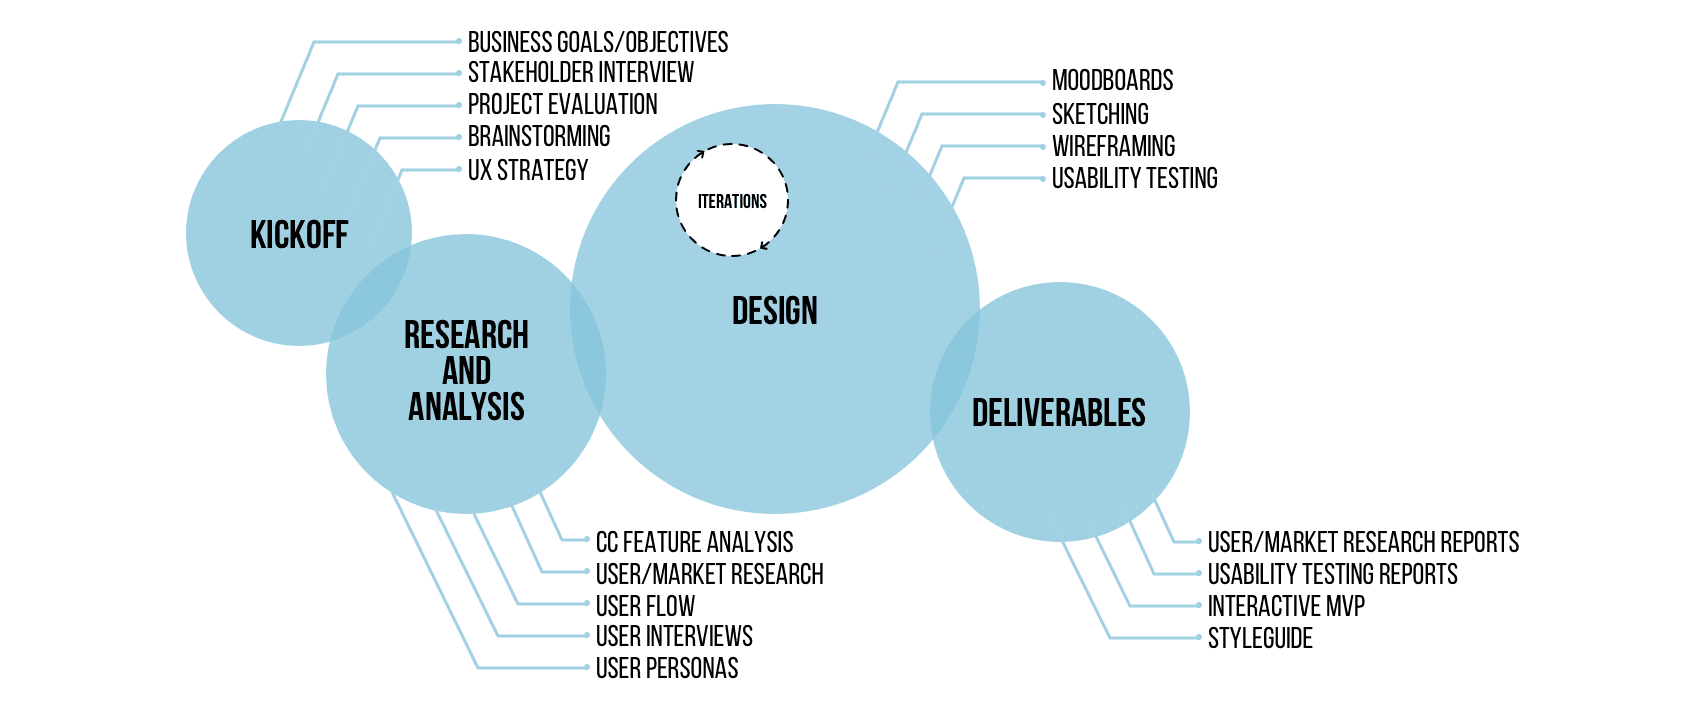 BUSINESS GOALS/OBJECTIVES
STAKEHOLDER INTERVIEW
PROJECT EVALUATION
BRAINSTORMING
UX STRATEGY
KICKOFF
RESEARCH
AND
ANALYSIS
CC FEATURE ANALYSIS
USER/MARKET RESEARCH
USER FLOW
USER INTERVIEWS
USER PERSONAS
ITERATIONS
DESIGN
MOODBOARDS
SKETCHING
WIREFRAMING
USABILITY TESTING
DELIVERABLES
USER/MARKET RESEARCH REPORTS
USABILITY TESTING REPORTS
INTERACTIVE MVP
STYLEGUIDE